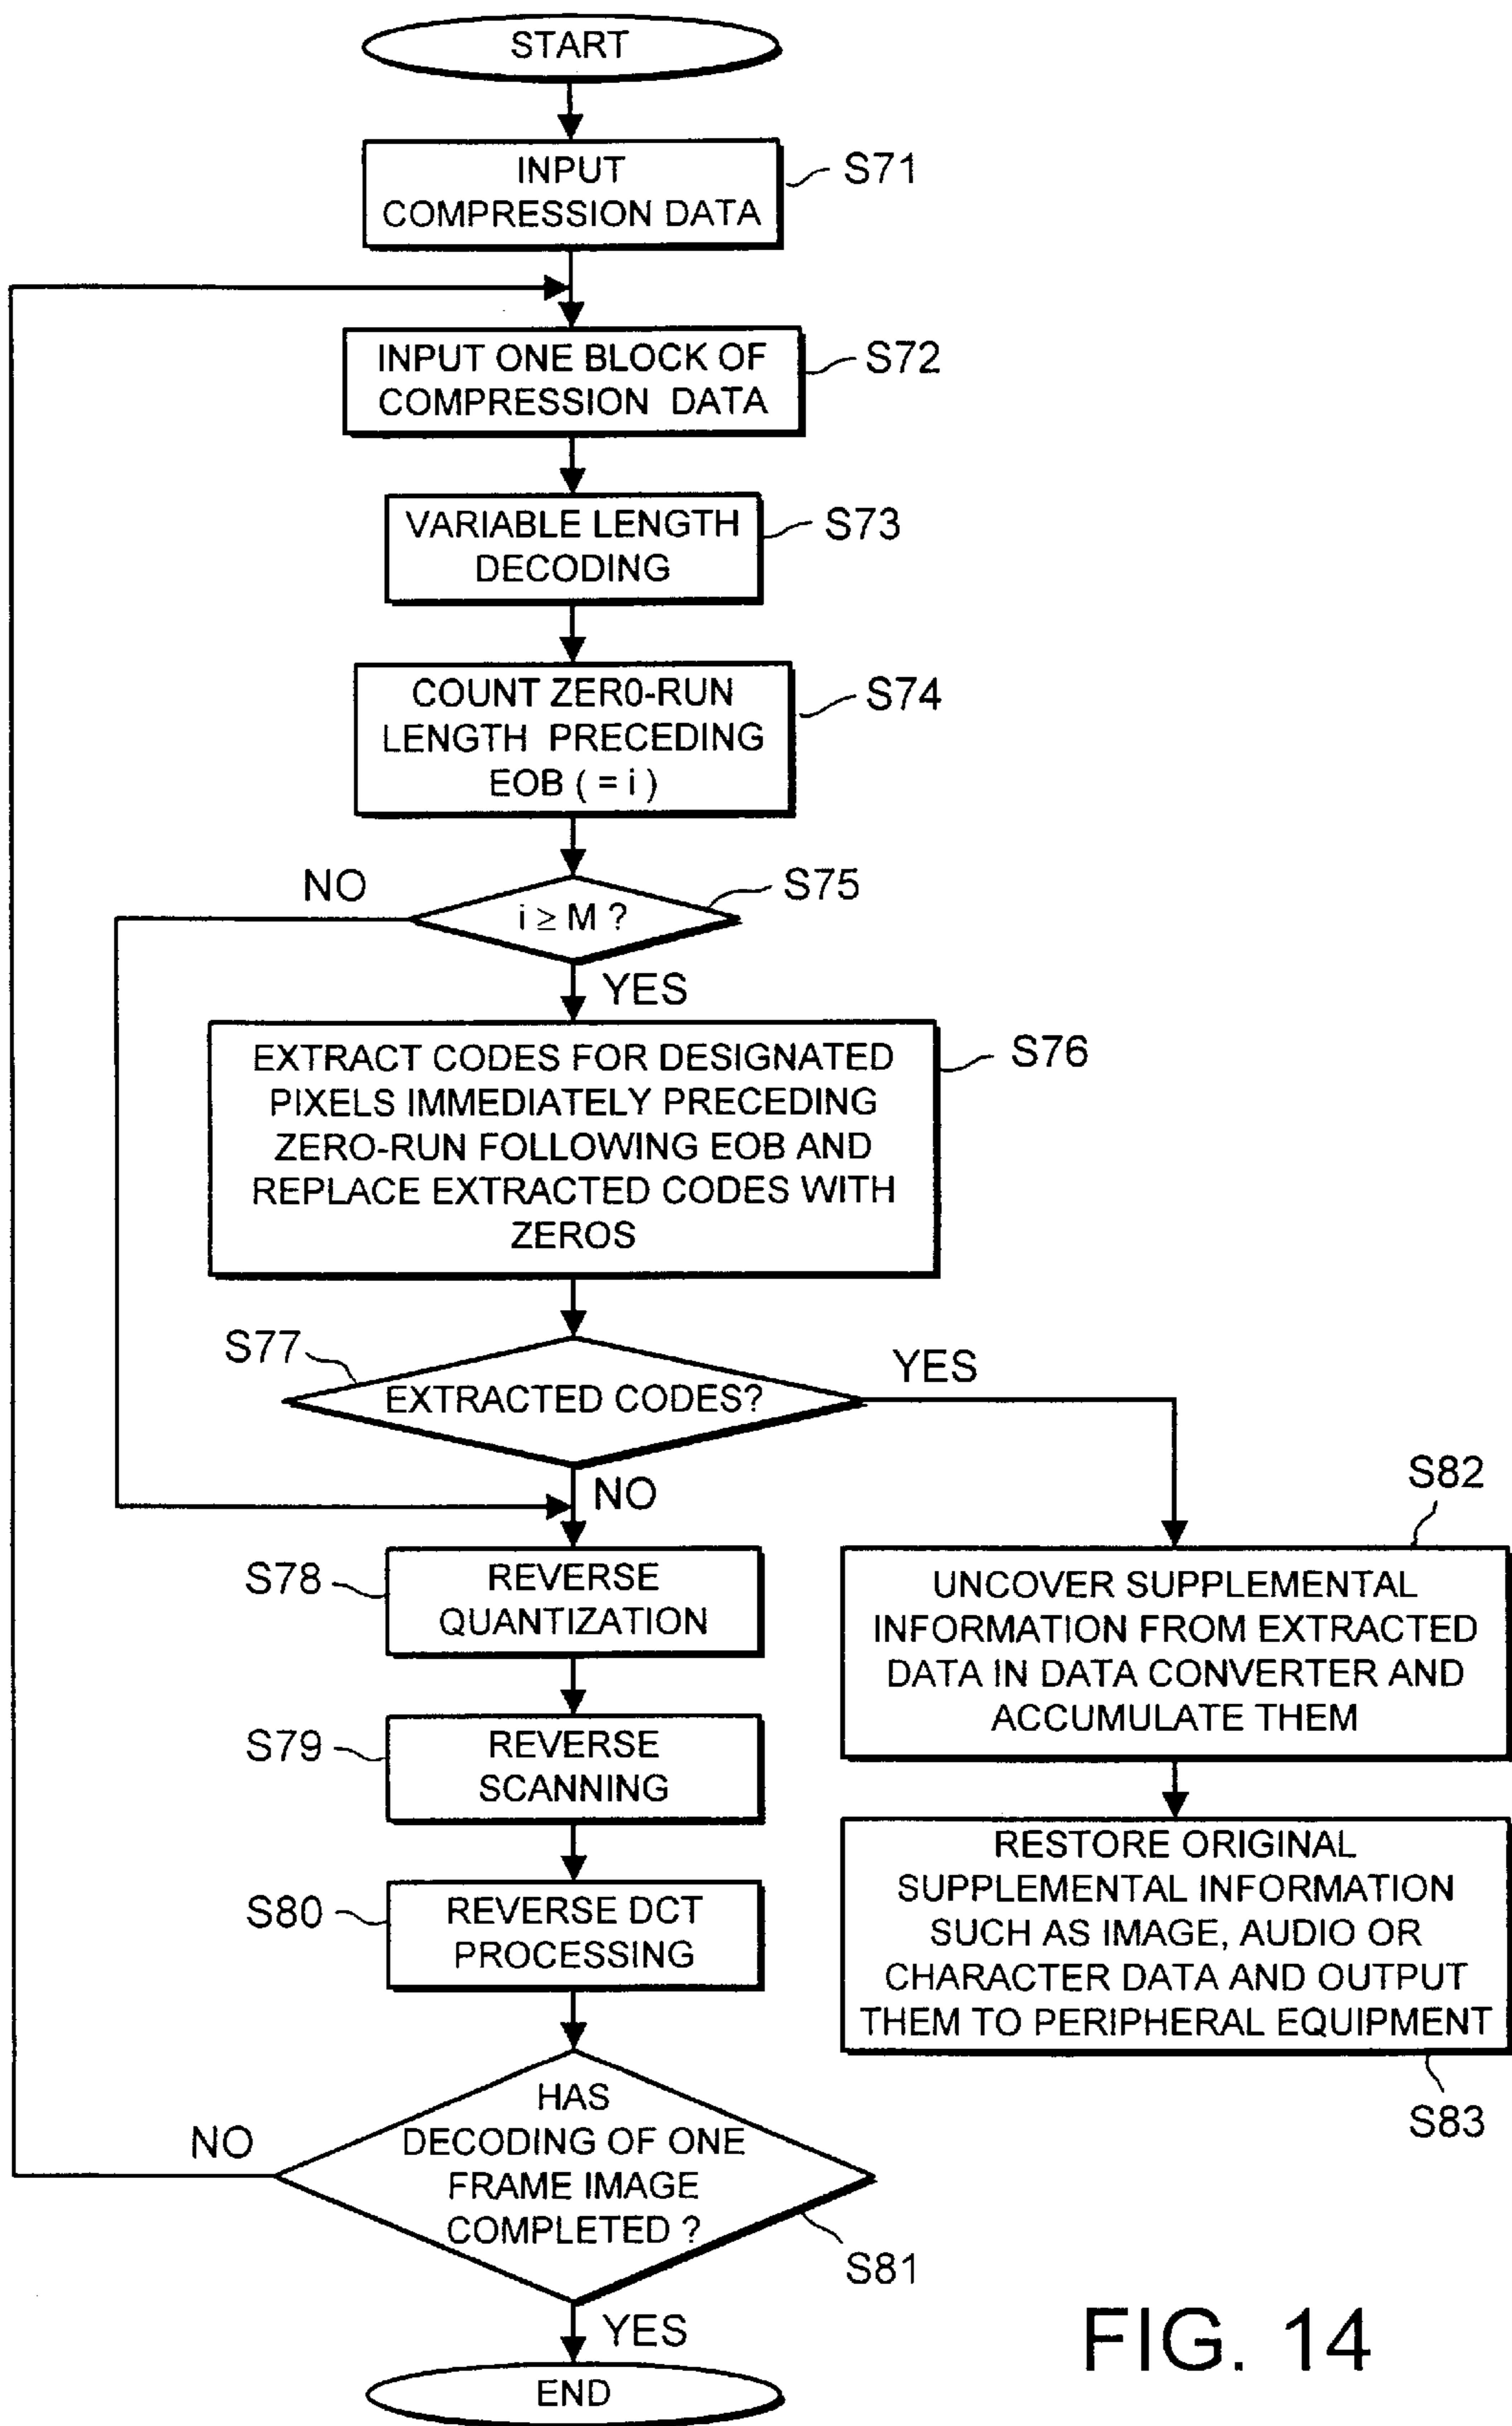 START
INPUT
COMPRESSION DATA
S71
INPUT ONE BLOCK OF
COMPRESSION DATA
S72
VARIABLE LENGTH
DECODING
S73
COUNT ZER0-RUN
LENGTH PRECEDING
EOB ( = i )
S74
NO
i ≥ M ?
S75
YES
EXTRACT CODES FOR DESIGNATED
PIXELS IMMEDIATELY PRECEDING
ZERO-RUN FOLLOWING EOB AND
REPLACE EXTRACTED CODES WITH
ZEROS
S76
S77
EXTRACTED CODES?
YES
NO
S78
REVERSE
QUANTIZATION
S79
REVERSE
SCANNING
S80
REVERSE DCT
PROCESSING
S82
UNCOVER SUPPLEMENTAL
INFORMATION FROM EXTRACTED
DATA IN DATA CONVERTER AND
ACCUMULATE THEM
RESTORE ORIGINAL
SUPPLEMENTAL INFORMATION
SUCH AS IMAGE, AUDIO OR
CHARACTER DATA AND OUTPUT
THEM TO PERIPHERAL EQUIPMENT
S83
NO
HAS
DECODING OF ONE
FRAME IMAGE
COMPLETED ?
S81
YES
END
FIG. 14